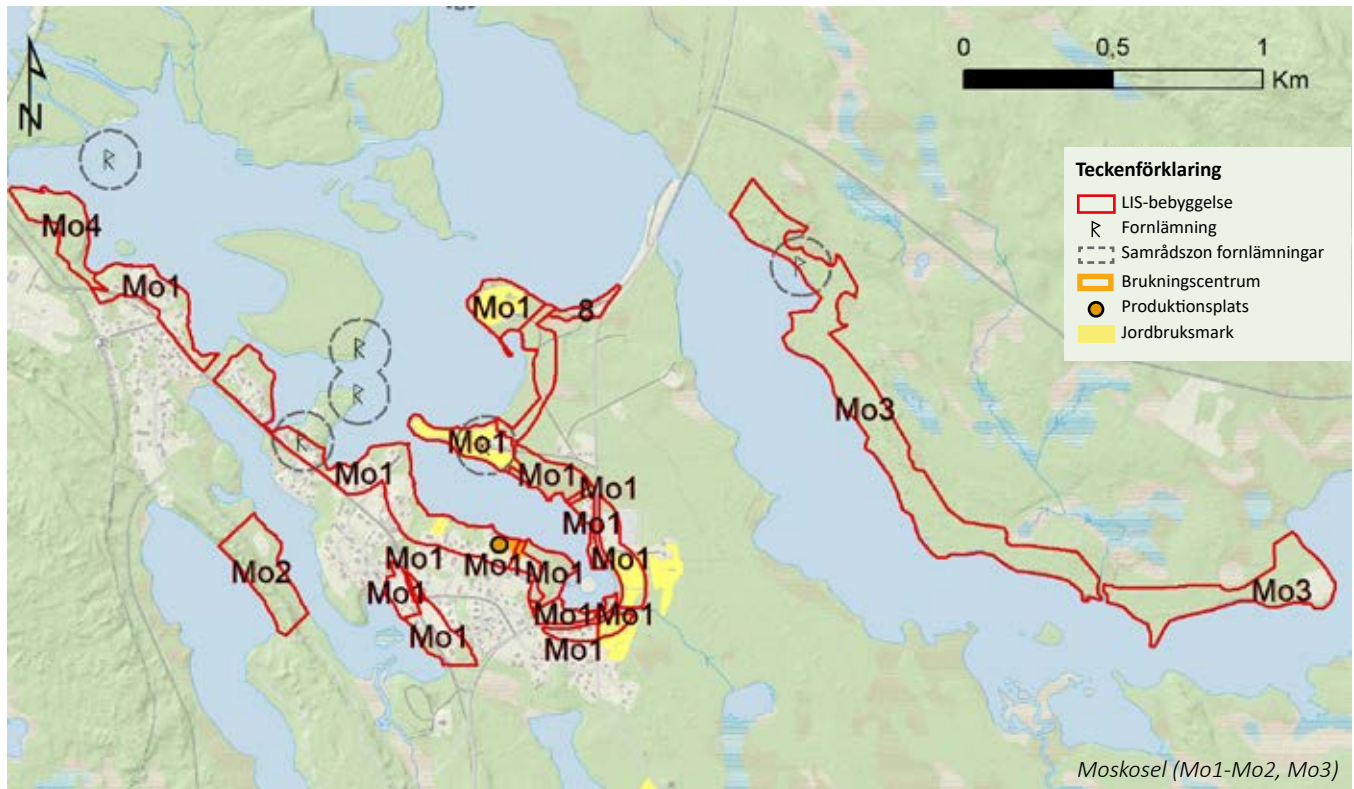 N
0 0,5 1
Km
Teckenförklaring
LIS-bebyggelse
Fornlämning
Samrådszon fornlämningar
Brukningscentrum
Produktionsplats
Jordbruksmark
Mo4
Mo1
Mo1
8
Mo3
Mo1
Mo1
Mo1
Mo1
Mo1
Mo1
Mo1
Mo1
Mo1
Mo2
Mo1
Mo3
Mo1
Mo1
Mo1
Mo1
Moskosel (Mo1-Mo2, Mo3)